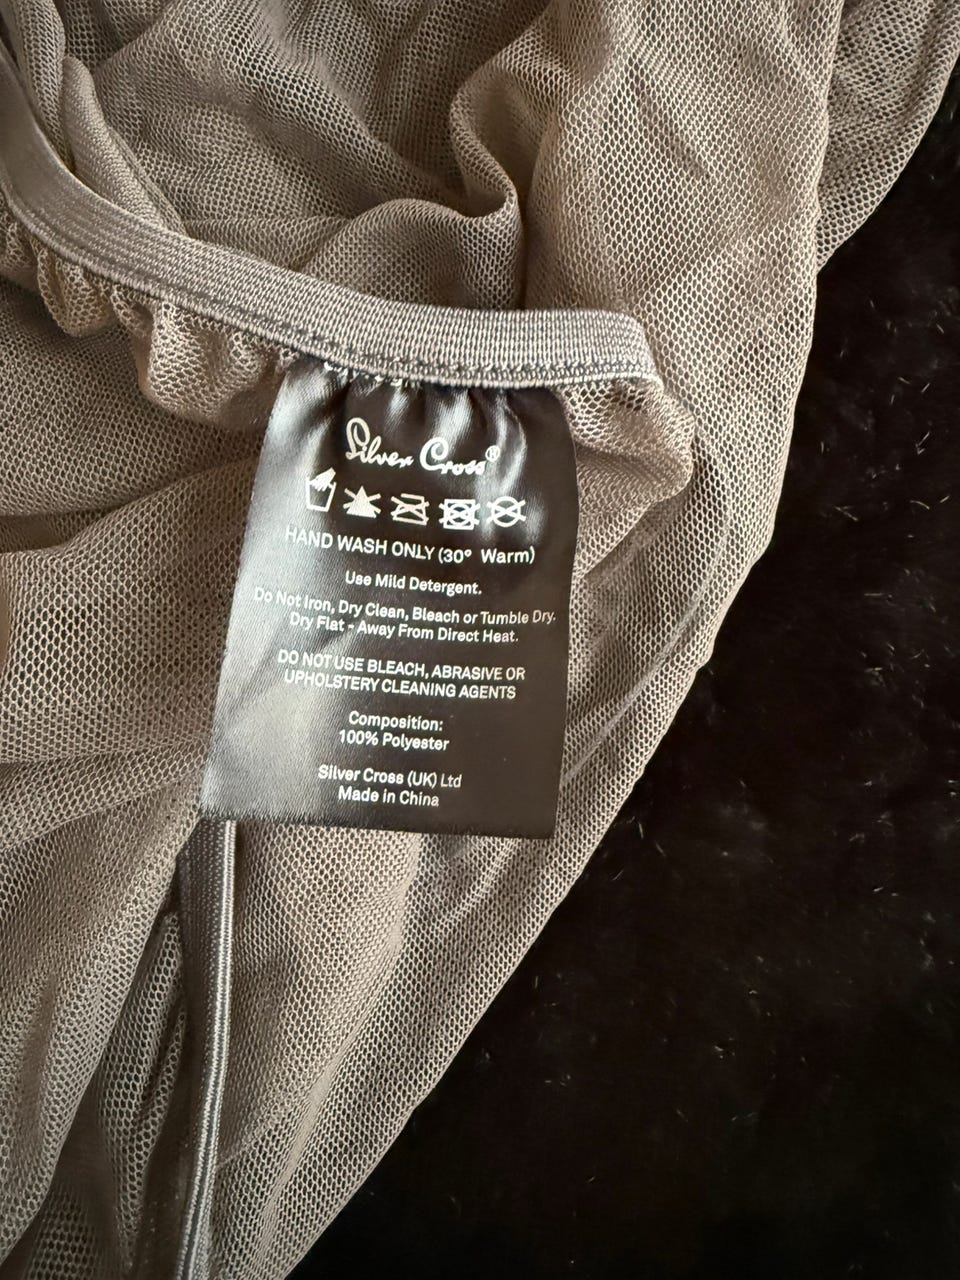 Silver Cross®
HAND WASH ONLY (30° Warm)
Use Mild Detergent.
Do Not Iron, Dry Clean, Bleach or Tumble Dry.
Dry Flat - Away From Direct Heat.
DO NOT USE BLEACH, ABRASIVE OR
UPHOLSTERY CLEANING AGENTS
Composition:
100% Polyester
Silver Cross (UK) Ltd
Made in China